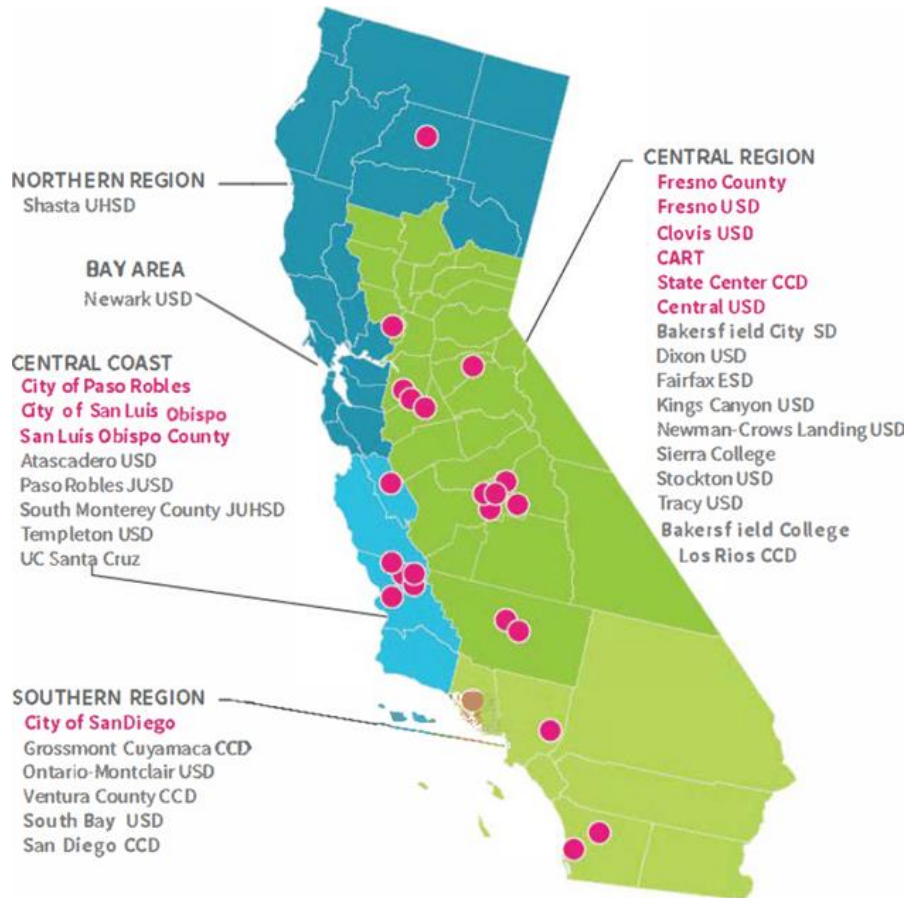 NORTHERN REGION
Shasta UHSD
BAY AREA
Newark USD
CENTRAL COAST
City of Paso Robles
City of San Luis Obispo
San Luis Obispo County
Atascadero USD
Paso Robles JUSD
South Monterey County JUHSD
Templeton USD
UC Santa Cruz
SOUTHERN REGION
City of SanDiego
Grossmont Cuyamaca CCD
Ontario-Montclair USD
Ventura County CCD
South Bay USD
San Diego CCD
CENTRAL REGION
Fresno County
Fresno USD
Clovis USD
CART
State Center CCD
Central USD
Bakersfield City SD
Dixon USD
Fairfax ESD
Kings Canyon USD
Newman-Crows Landing USD
Sierra College
Stockton USD
Tracy USD
Bakersfield College
Los Rios CCD